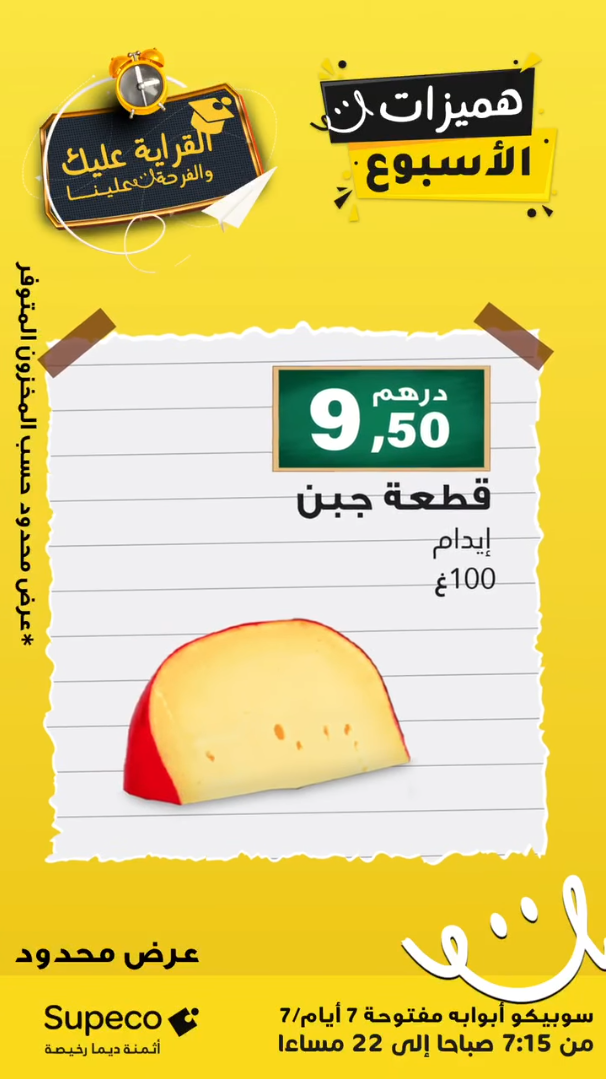 هميزات
الأسبوع
القراية عليك
والفرحة علينا
*عرض محدود حسب المخزون المتوفر
درهم
9,50
قطعة جبن
إيدام
100غ
عرض محدود
سوبيكو أبوابه مفتوحة 7 أيام/7
من 7:15 صباحا إلى 22 مساءا
Supeco
أثمنة ديما رخيصة